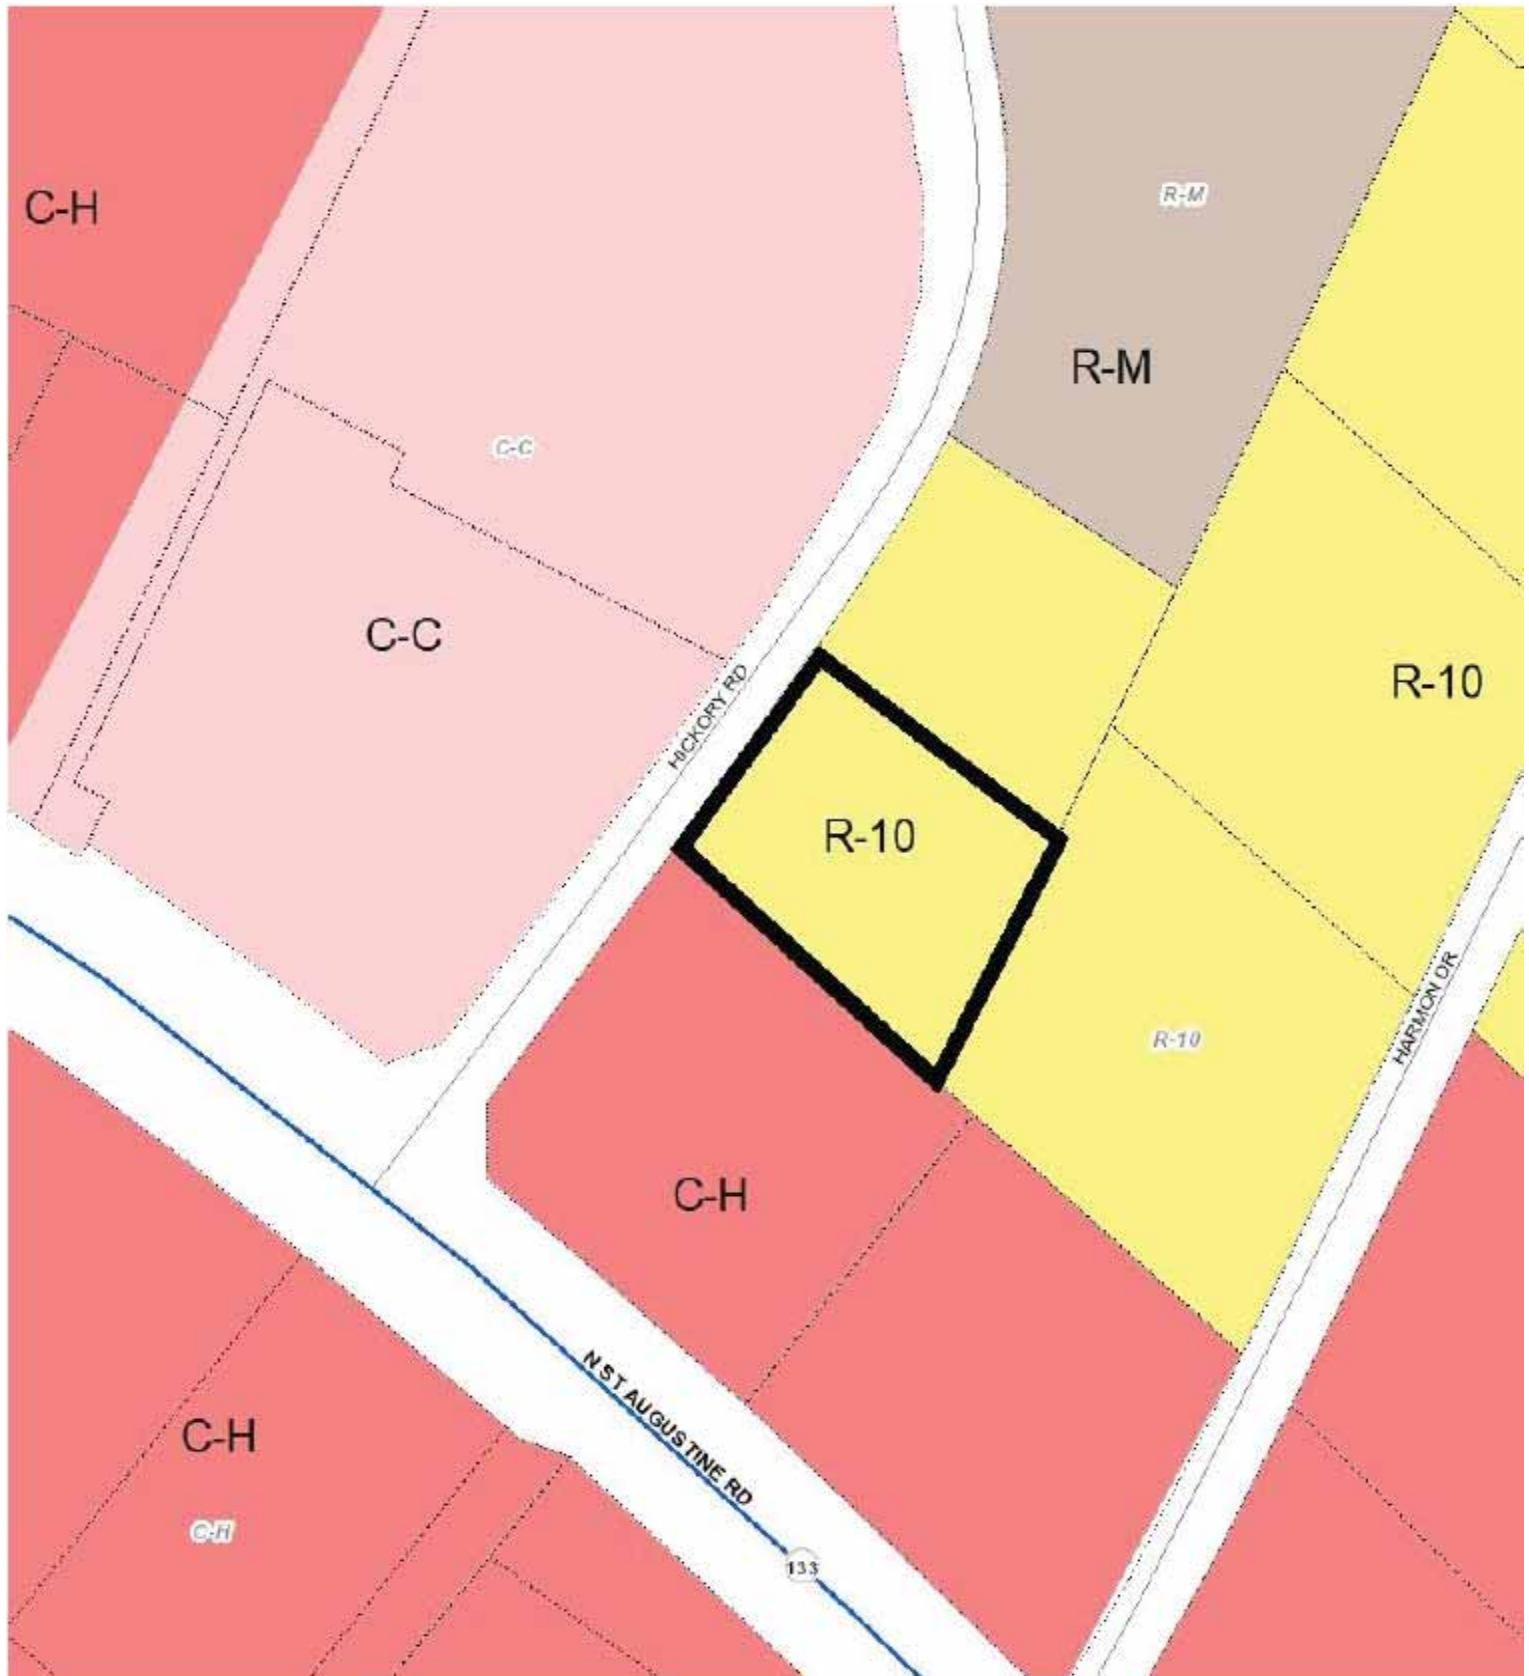 R-M
C-H
R-M
C-C
C-C
R-10
HICKORY RD
R-10
HARMON DR
R-10
C-H
N ST AUGUSTINE RD
C-H
C-H
133